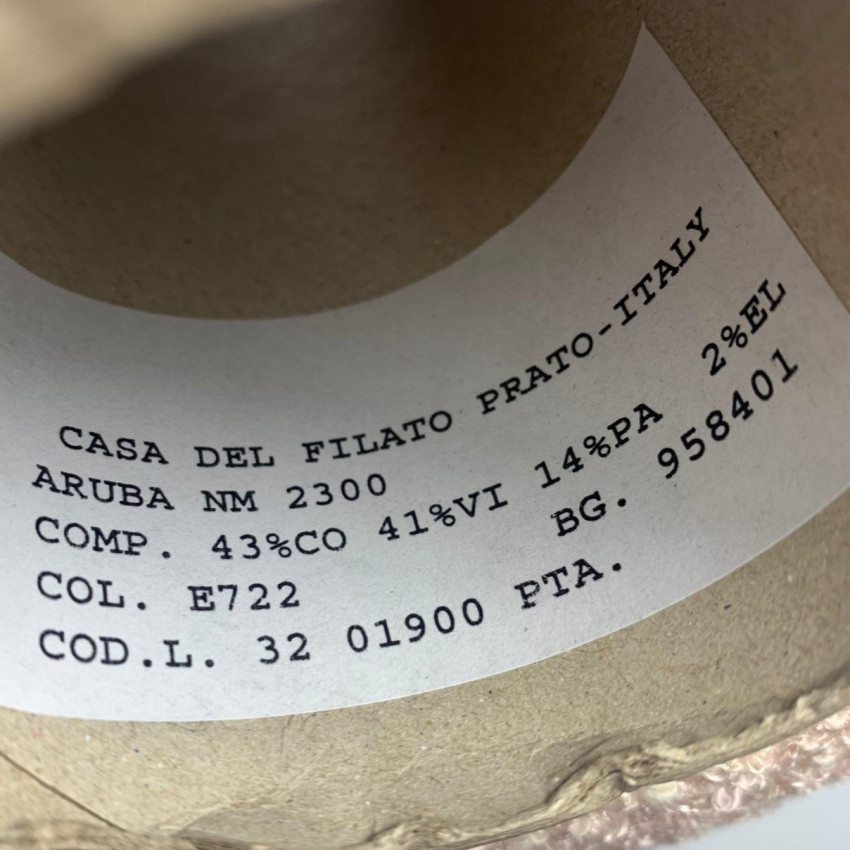 CASA DEL FILATO PRATO-ITALY
ARUBA NM 2300
COMP. 43%CO 41%VI 14%PA 2%EL
COL. E722 BG. 958401
COD.L. 32 01900 PTA.